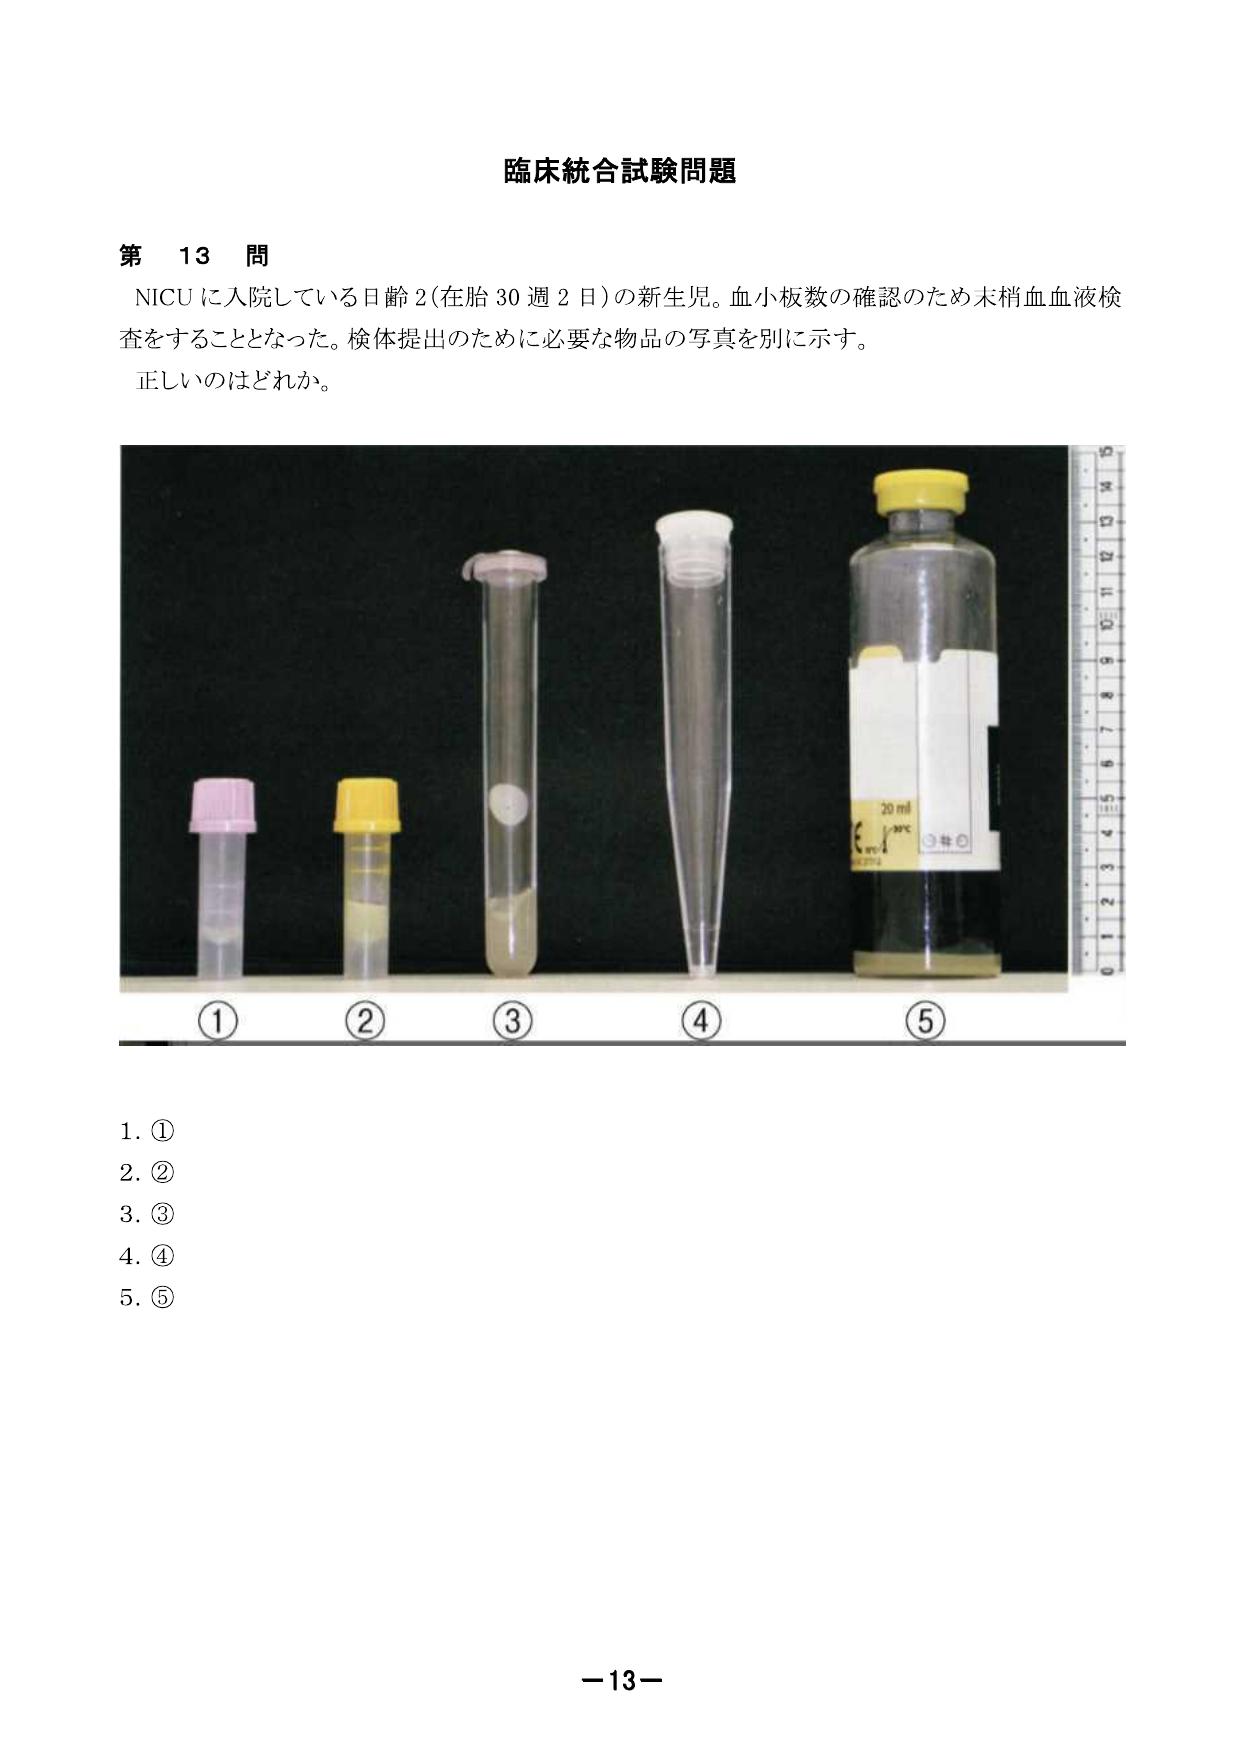 臨床統合試験問題
第 13 問
NICU に入院している日齢 2(在胎 30 週 2 日)の新生児。血小板数の確認のため末梢血血液検
査をすることとなった。検体提出のために必要な物品の写真を別に示す。
正しいのはどれか。
20 ml
① ② ③ ④ ⑤
1. ①
2. ②
3. ③
4. ④
5. ⑤
－13－